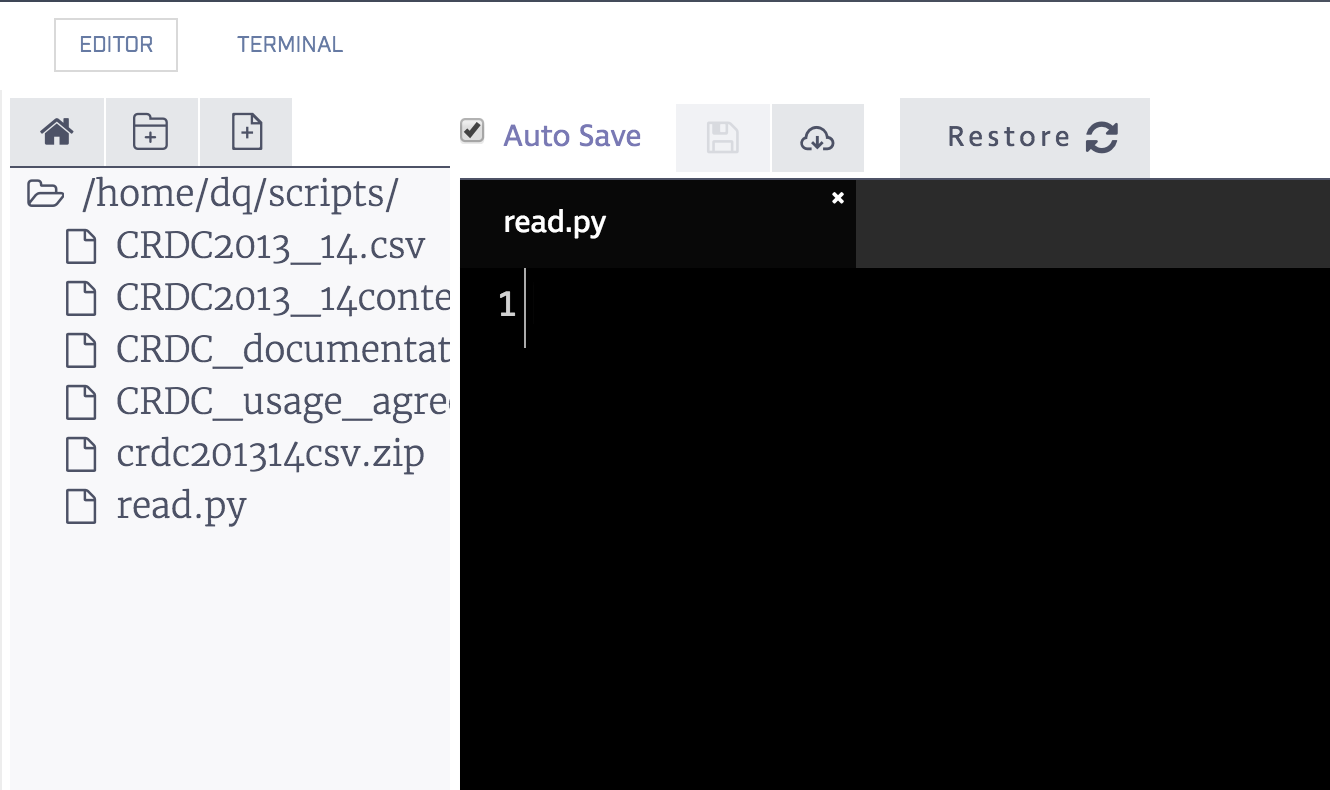 EDITOR TERMINAL
Auto Save Restore
/home/dq/scripts/
CRDC2013_14.csv
CRDC2013_14conte
CRDC_documentat
CRDC_usage_agre
crdc201314csv.zip
read.py
read.py
1